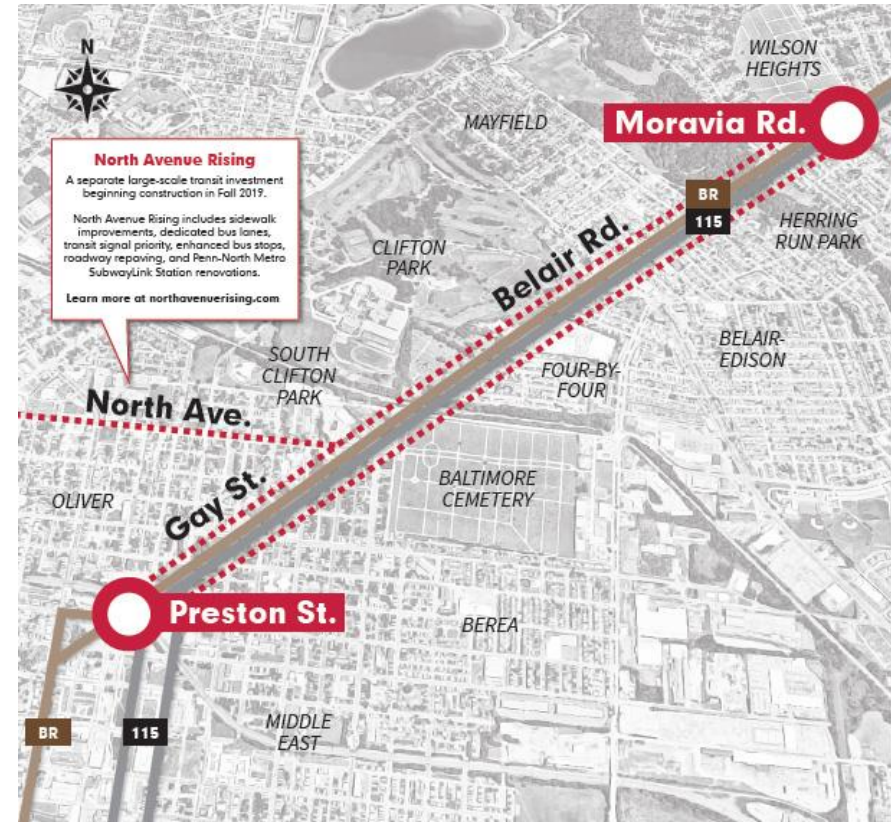 N
WILSON
HEIGHTS
MAYFIELD
Moravia Rd.
North Avenue Rising
A separate large-scale transit investment
beginning construction in Fall 2019.
North Avenue Rising includes sidewalk
improvements, dedicated bus lanes,
transit signal priority, enhanced bus stops,
roadway repaving, and Penn-North Metro
SubwayLink Station renovations.
Learn more at northavenuerising.com
BR
115
HERRING
RUN PARK
CLIFTON
PARK
Belair Rd.
BELAIR-
EDISON
SOUTH
CLIFTON
PARK
FOUR-BY-
FOUR
North Ave.
Gay St.
BALTIMORE
CEMETERY
OLIVER
Preston St.
BEREA
MIDDLE
EAST
BR
115